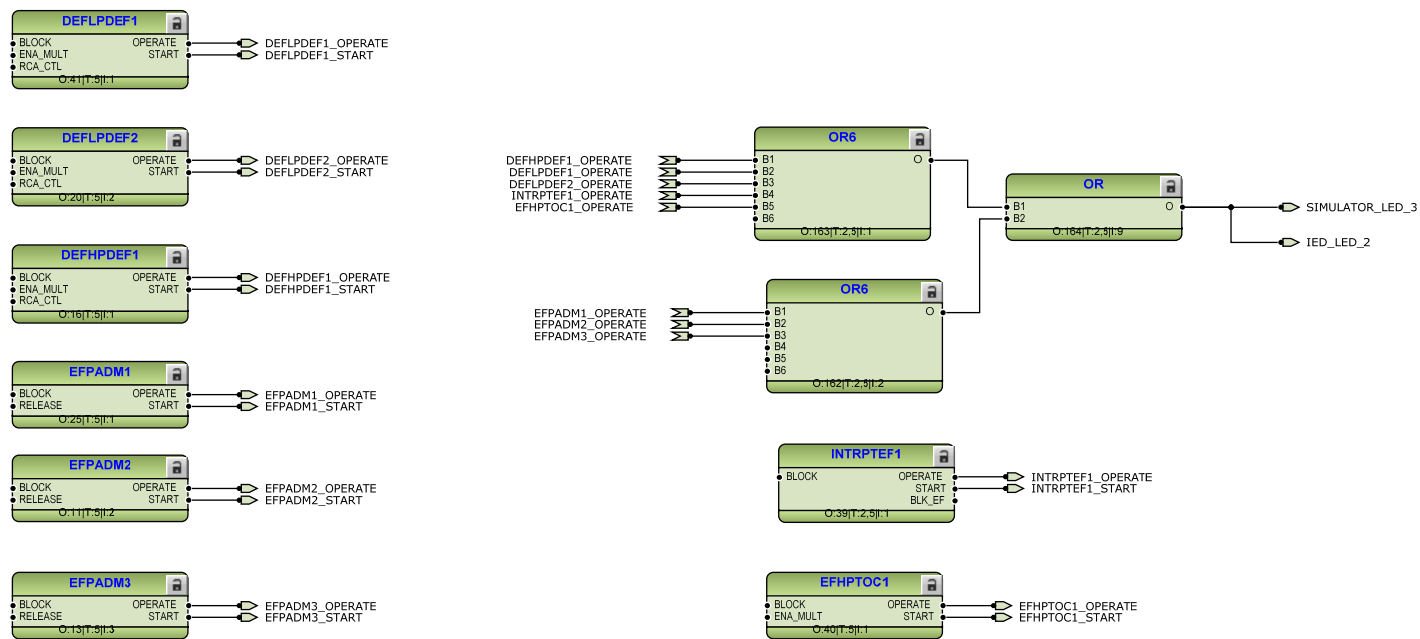 DEFLPDEF1
BLOCK OPERATE
ENA_MULT START
RCA_CTL
O:41|T:5|I:1
DEFLPDEF1_OPERATE
DEFLPDEF1_START
DEFLPDEF2
BLOCK OPERATE
ENA_MULT START
RCA_CTL
O:20|T:5|I:2
DEFLPDEF2_OPERATE
DEFLPDEF2_START
DEFHPDEF1
BLOCK OPERATE
ENA_MULT START
RCA_CTL
O:16|T:5|I:1
DEFHPDEF1_OPERATE
DEFHPDEF1_START
EFPADM1
BLOCK OPERATE
RELEASE START
O:25|T:5|I:1
EFPADM1_OPERATE
EFPADM1_START
EFPADM2
BLOCK OPERATE
RELEASE START
O:11|T:5|I:2
EFPADM2_OPERATE
EFPADM2_START
EFPADM3
BLOCK OPERATE
RELEASE START
O:13|T:5|I:3
EFPADM3_OPERATE
EFPADM3_START
DEFHPDEF1_OPERATE
DEFLPDEF1_OPERATE
DEFLPDEF2_OPERATE
INTRPTEF1_OPERATE
EFHPTOC1_OPERATE
OR6
B1 O
B2
B3
B4
B5
B6
O:163|T:2,5|I:1
EFPADM1_OPERATE
EFPADM2_OPERATE
EFPADM3_OPERATE
OR6
B1 O
B2
B3
B4
B5
B6
O:162|T:2,5|I:2
OR
B1 O
B2
O:164|T:2,5|I:9
SIMULATOR_LED_3
IED_LED_2
INTRPTEF1
BLOCK OPERATE
START
BLK_EF
O:39|T:2,5|I:1
INTRPTEF1_OPERATE
INTRPTEF1_START
EFHPTOC1
BLOCK OPERATE
ENA_MULT START
O:40|T:5|I:1
EFHPTOC1_OPERATE
EFHPTOC1_START